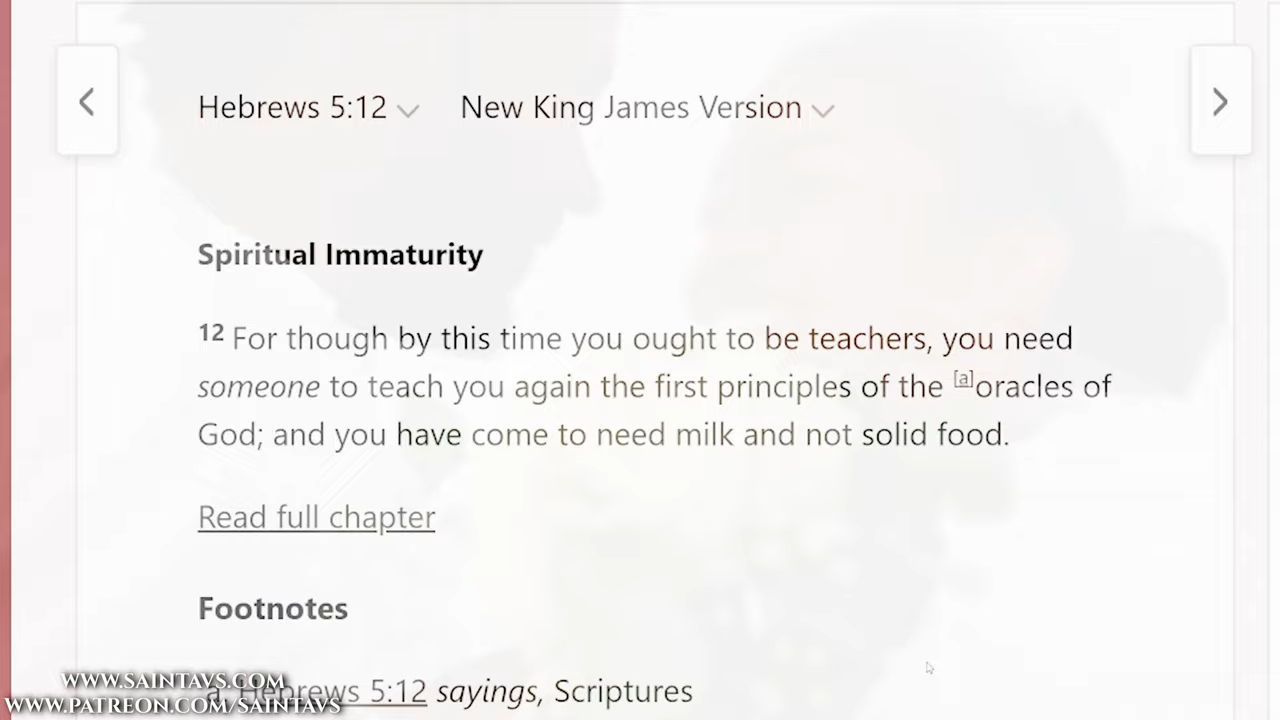 Hebrews 5:12 New King James Version
Spiritual Immaturity
12 For though by this time you ought to be teachers, you need
someone to teach you again the first principles of the [a]oracles of
God; and you have come to need milk and not solid food.
Read full chapter
Footnotes
a. Hebrews 5:12 sayings, Scriptures
WWW.SAINTAVS.COM
WWW.PATREON.COM/SAINTAVS